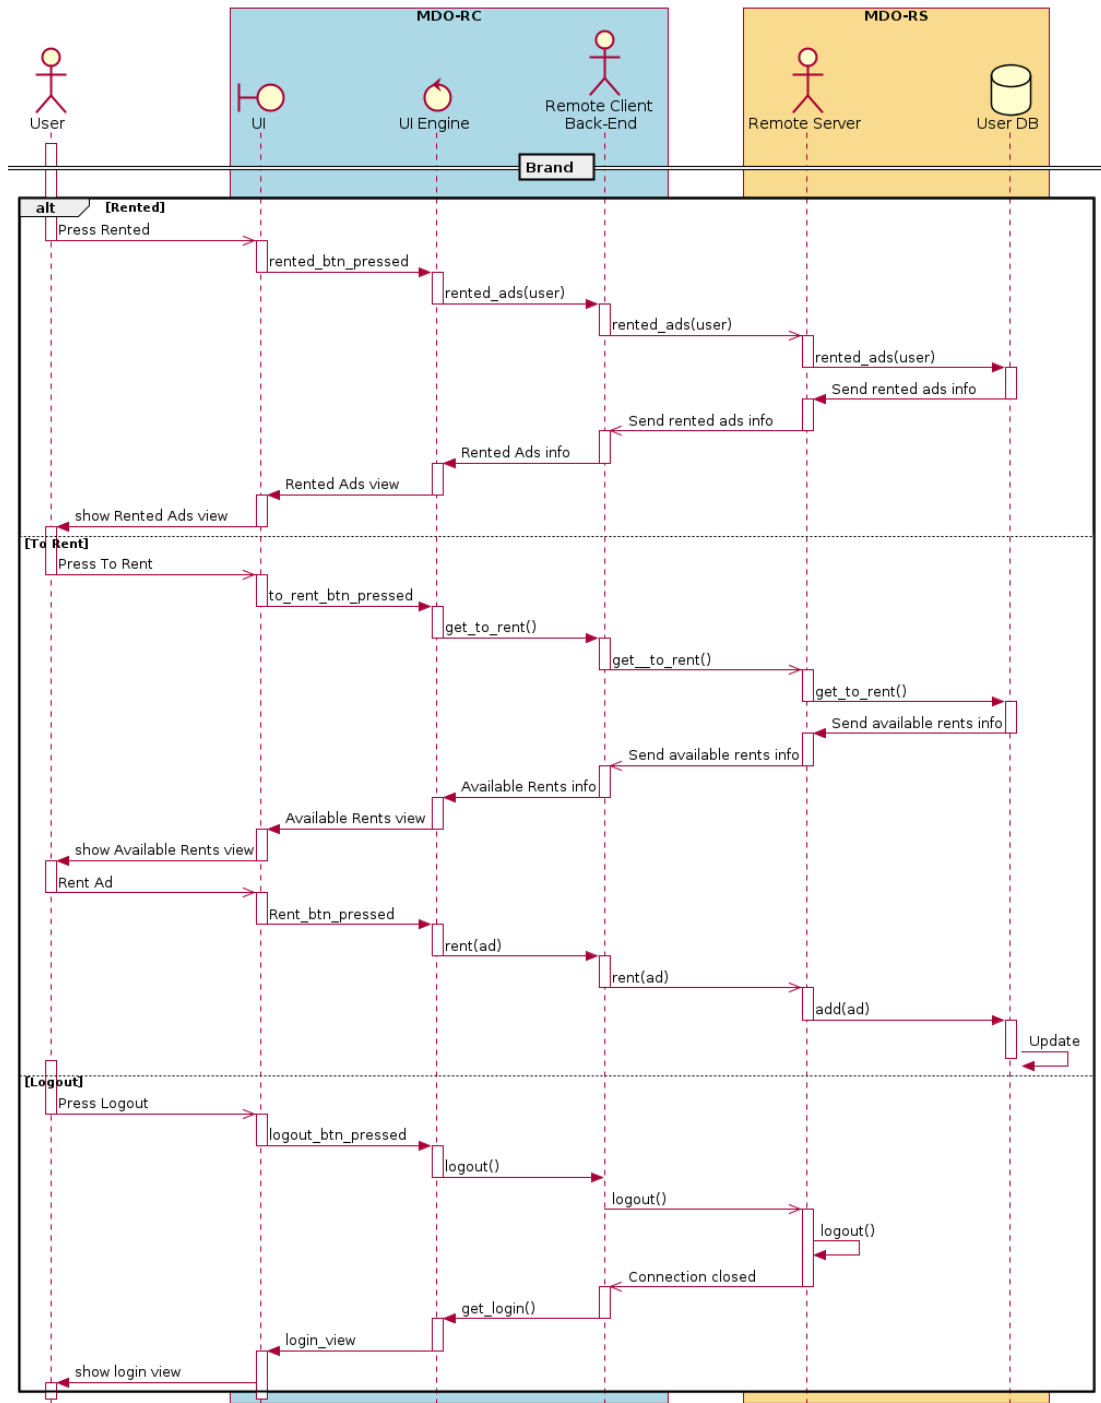 MDO-RC
MDO-RS
User
UI
UI Engine
Remote Client
Back-End
Remote Server
User DB
Brand
alt
[Rented]
Press Rented
rented_btn_pressed
rented_ads(user)
rented_ads(user)
rented_ads(user)
Send rented ads info
Send rented ads info
Rented Ads info
Rented Ads view
show Rented Ads view
[To Rent]
Press To Rent
to_rent_btn_pressed
get_to_rent()
get__to_rent()
get_to_rent()
Send available rents info
Send available rents info
Available Rents info
Available Rents view
show Available Rents view
Rent Ad
Rent_btn_pressed
rent(ad)
rent(ad)
add(ad)
Update
[Logout]
Press Logout
logout_btn_pressed
logout()
logout()
logout()
Connection closed
get_login()
login_view
show login view